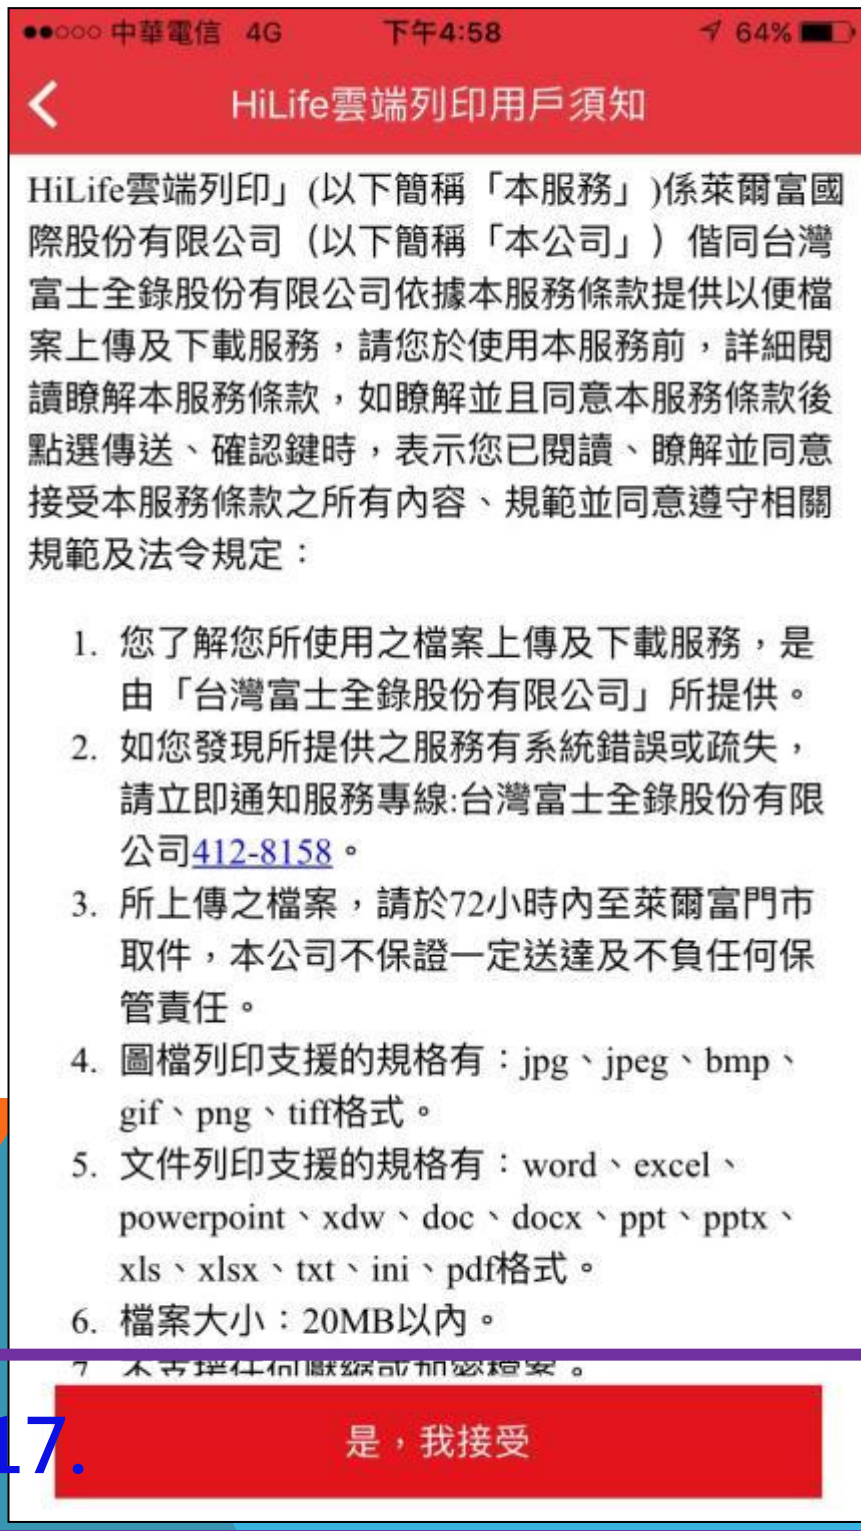 中華電信 4G 下午4:58 64%
HiLife雲端列印用戶須知
HiLife雲端列印」(以下簡稱「本服務」)係萊爾富國
際股份有限公司（以下簡稱「本公司」）偕同台灣
富士全錄股份有限公司依據本服務條款提供以便檔
案上傳及下載服務，請您於使用本服務前，詳細閱
讀瞭解本服務條款，如瞭解並且同意本服務條款後
點選傳送、確認鍵時，表示您已閱讀、瞭解並同意
接受本服務條款之所有內容、規範並同意遵守相關
規範及法令規定：
1. 您了解您所使用之檔案上傳及下載服務，是
由「台灣富士全錄股份有限公司」所提供。
2. 如您發現所提供之服務有系統錯誤或疏失，
請立即通知服務專線:台灣富士全錄股份有限
公司412-8158。
3. 所上傳之檔案，請於72小時內至萊爾富門市
取件，本公司不保證一定送達及不負任何保
管責任。
4. 圖檔列印支援的規格有：jpg、jpeg、bmp、
gif、png、tiff格式。
5. 文件列印支援的規格有：word、excel、
powerpoint、xdw、doc、docx、ppt、pptx、
xls、xlsx、txt、ini、pdf格式。
6. 檔案大小：20MB以內。
7. 不支援任何壓縮或加密檔案。
17.
是，我接受